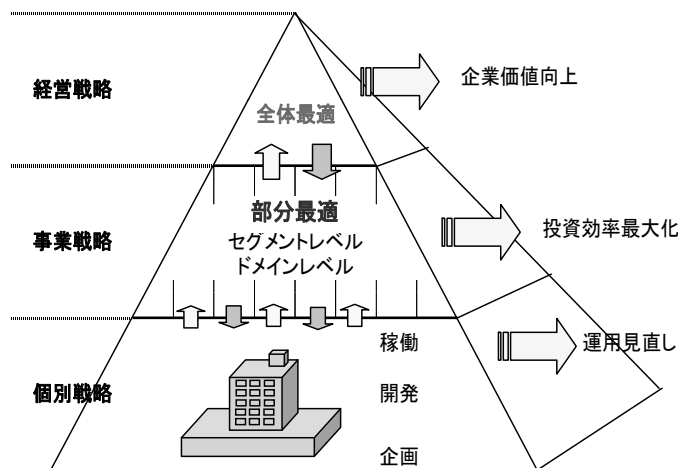 経営戦略
全体最適
企業価値向上
事業戦略
部分最適
セグメントレベル
ドメインレベル
投資効率最大化
個別戦略
稼働
開発
企画
運用見直し